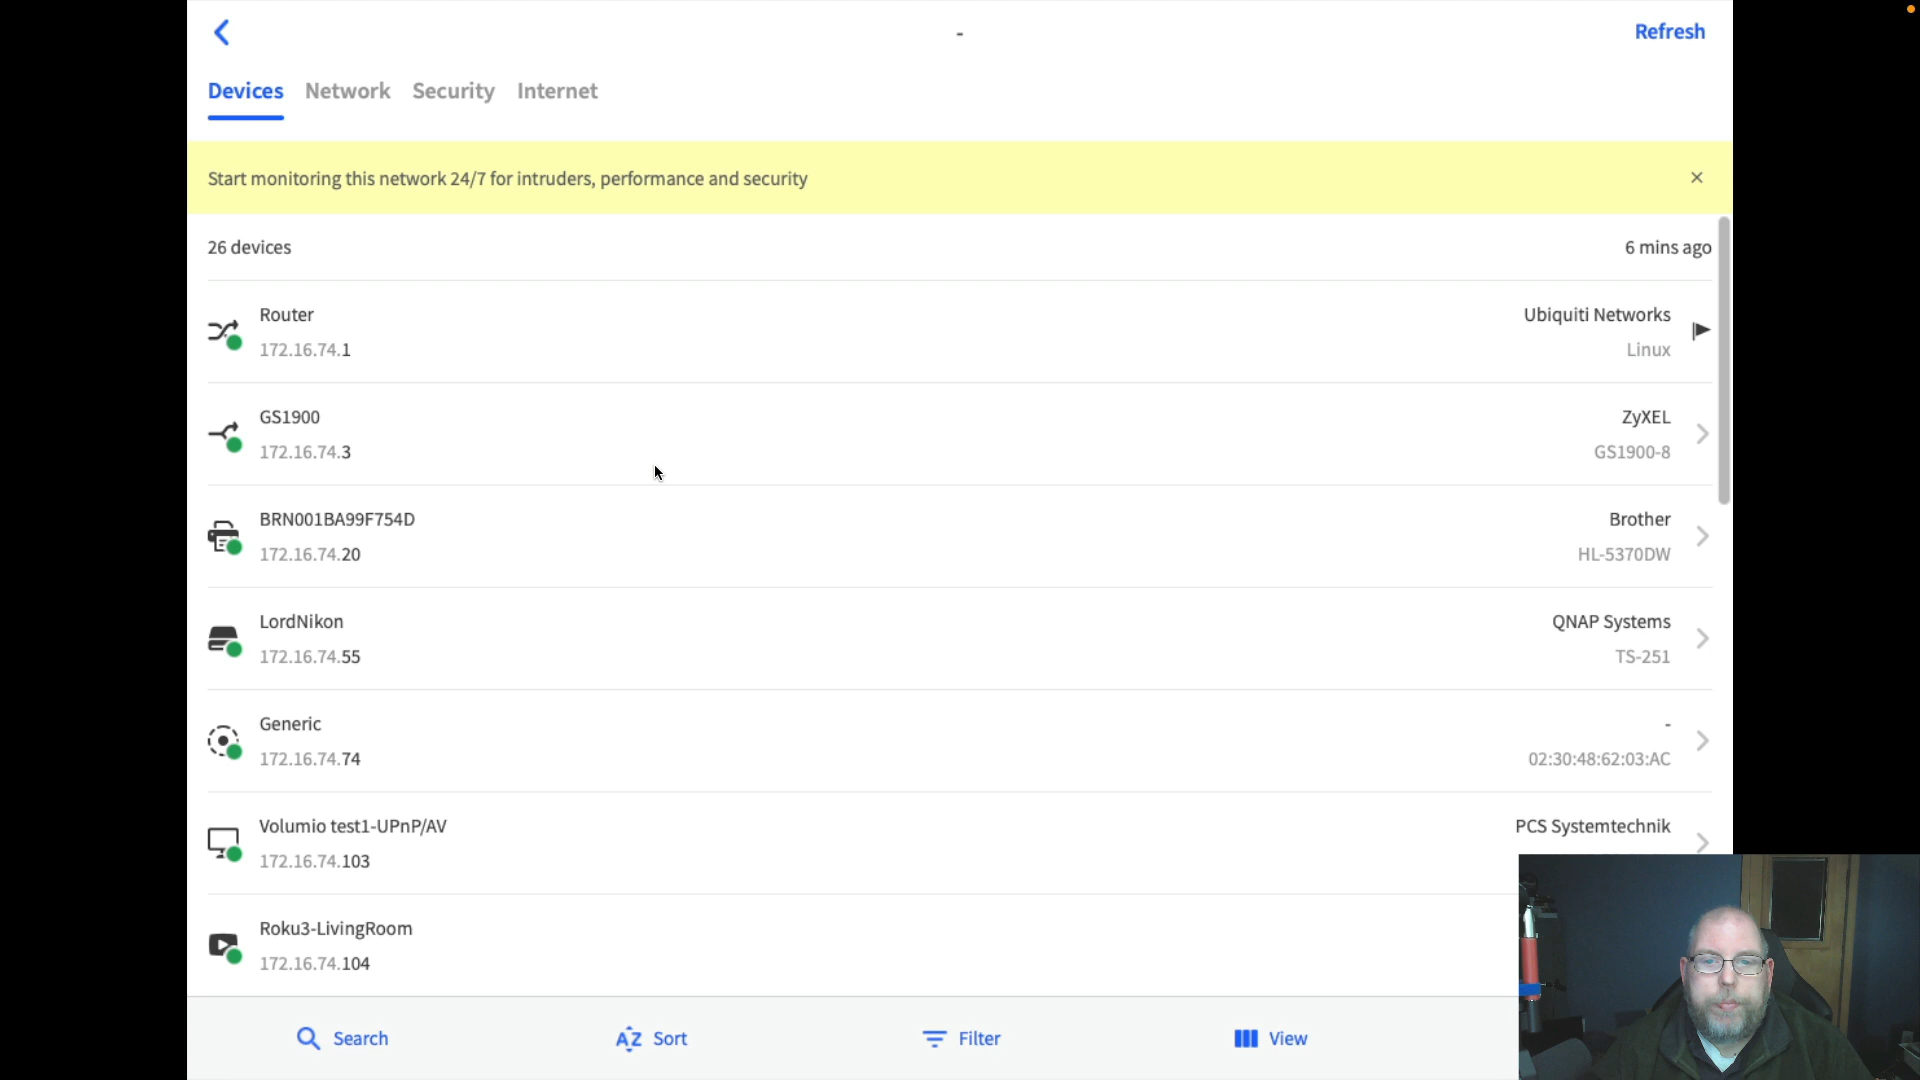 -
Refresh
Devices Network Security Internet
Start monitoring this network 24/7 for intruders, performance and security
26 devices 6 mins ago
Router Ubiquiti Networks
172.16.74.1 Linux
GS1900 ZyXEL
172.16.74.3 GS1900-8
BRN001BA99F754D Brother
172.16.74.20 HL-5370DW
LordNikon QNAP Systems
172.16.74.55 TS-251
Generic -
172.16.74.74 02:30:48:62:03:AC
Volumio test1-UPnP/AV PCS Systemtechnik
172.16.74.103
Roku3-LivingRoom
172.16.74.104
Search AZ Sort Filter View